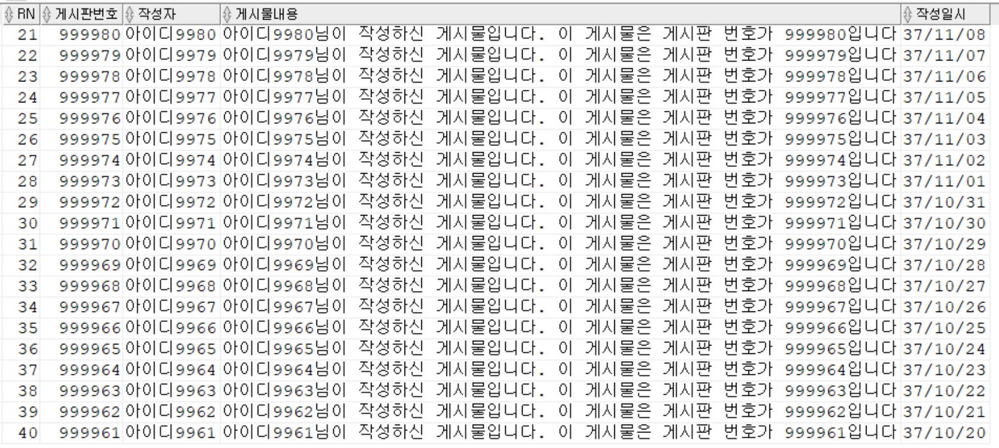 RN 게시판번호 작성자 게시물내용 작성일시
21 999980 아이디9980 아이디9980님이 작성하신 게시물입니다. 이 게시물은 게시판 번호가 999980입니다 37/11/08
22 999979 아이디9979 아이디9979님이 작성하신 게시물입니다. 이 게시물은 게시판 번호가 999979입니다 37/11/07
23 999978 아이디9978 아이디9978님이 작성하신 게시물입니다. 이 게시물은 게시판 번호가 999978입니다 37/11/06
24 999977 아이디9977 아이디9977님이 작성하신 게시물입니다. 이 게시물은 게시판 번호가 999977입니다 37/11/05
25 999976 아이디9976 아이디9976님이 작성하신 게시물입니다. 이 게시물은 게시판 번호가 999976입니다 37/11/04
26 999975 아이디9975 아이디9975님이 작성하신 게시물입니다. 이 게시물은 게시판 번호가 999975입니다 37/11/03
27 999974 아이디9974 아이디9974님이 작성하신 게시물입니다. 이 게시물은 게시판 번호가 999974입니다 37/11/02
28 999973 아이디9973 아이디9973님이 작성하신 게시물입니다. 이 게시물은 게시판 번호가 999973입니다 37/11/01
29 999972 아이디9972 아이디9972님이 작성하신 게시물입니다. 이 게시물은 게시판 번호가 999972입니다 37/10/31
30 999971 아이디9971 아이디9971님이 작성하신 게시물입니다. 이 게시물은 게시판 번호가 999971입니다 37/10/30
31 999970 아이디9970 아이디9970님이 작성하신 게시물입니다. 이 게시물은 게시판 번호가 999970입니다 37/10/29
32 999969 아이디9969 아이디9969님이 작성하신 게시물입니다. 이 게시물은 게시판 번호가 999969입니다 37/10/28
33 999968 아이디9968 아이디9968님이 작성하신 게시물입니다. 이 게시물은 게시판 번호가 999968입니다 37/10/27
34 999967 아이디9967 아이디9967님이 작성하신 게시물입니다. 이 게시물은 게시판 번호가 999967입니다 37/10/26
35 999966 아이디9966 아이디9966님이 작성하신 게시물입니다. 이 게시물은 게시판 번호가 999966입니다 37/10/25
36 999965 아이디9965 아이디9965님이 작성하신 게시물입니다. 이 게시물은 게시판 번호가 999965입니다 37/10/24
37 999964 아이디9964 아이디9964님이 작성하신 게시물입니다. 이 게시물은 게시판 번호가 999964입니다 37/10/23
38 999963 아이디9963 아이디9963님이 작성하신 게시물입니다. 이 게시물은 게시판 번호가 999963입니다 37/10/22
39 999962 아이디9962 아이디9962님이 작성하신 게시물입니다. 이 게시물은 게시판 번호가 999962입니다 37/10/21
40 999961 아이디9961 아이디9961님이 작성하신 게시물입니다. 이 게시물은 게시판 번호가 999961입니다 37/10/20